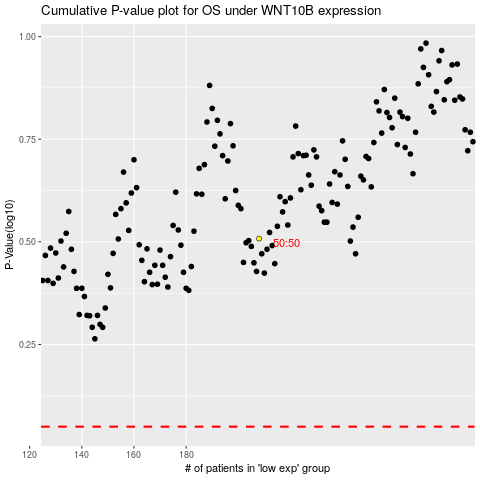 Cumulative P-value plot for OS under WNT10B expression
P-Value(log10)
1.00
0.75
0.50
0.25
50:50
120 140 160 180
# of patients in 'low exp' group